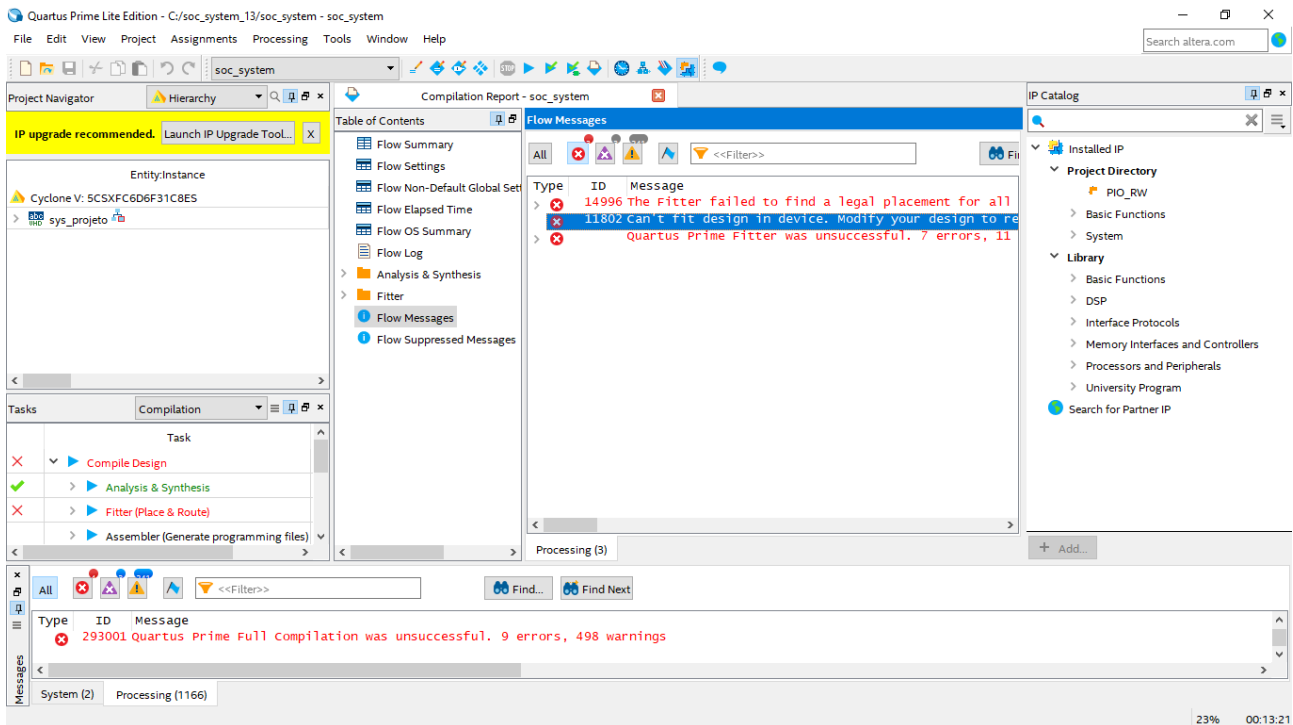 Quartus Prime Lite Edition - C:/soc_system_13/soc_system - soc_system
File Edit View Project Assignments Processing Tools Window Help
Search altera.com
soc_system
Project Navigator
Hierarchy
IP upgrade recommended. Launch IP Upgrade Tool... X
Entity:Instance
Cyclone V: 5CSXFC6D6F31C8ES
sys_projeto
Tasks
Compilation
Task
Compile Design
Analysis & Synthesis
Fitter (Place & Route)
Assembler (Generate programming files)
Compilation Report - soc_system
Table of Contents
Flow Summary
Flow Settings
Flow Non-Default Global Sett
Flow Elapsed Time
Flow OS Summary
Flow Log
Analysis & Synthesis
Fitter
Flow Messages
Flow Suppressed Messages
Flow Messages
All
<<Filter>>
Fi
Type ID Message
14996 The Fitter failed to find a legal placement for all
11802 Can't fit design in device. Modify your design to re
Quartus Prime Fitter was unsuccessful. 7 errors, 11
Processing (3)
IP Catalog
Installed IP
Project Directory
PIO_RW
Basic Functions
System
Library
Basic Functions
DSP
Interface Protocols
Memory Interfaces and Controllers
Processors and Peripherals
University Program
Search for Partner IP
+ Add...
All
<<Filter>>
Find...
Find Next
Type ID Message
293001 Quartus Prime Full Compilation was unsuccessful. 9 errors, 498 warnings
Messages
System (2)
Processing (1166)
23% 00:13:21